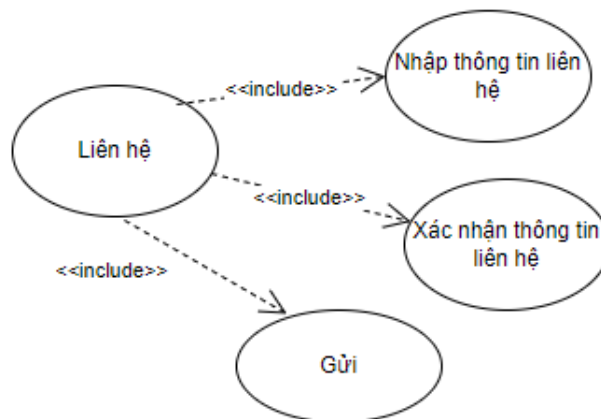 Nhập thông tin liên
hệ
<<include>>
Liên hệ
<<include>>
Xác nhận thông tin
liên hệ
<<include>>
Gửi